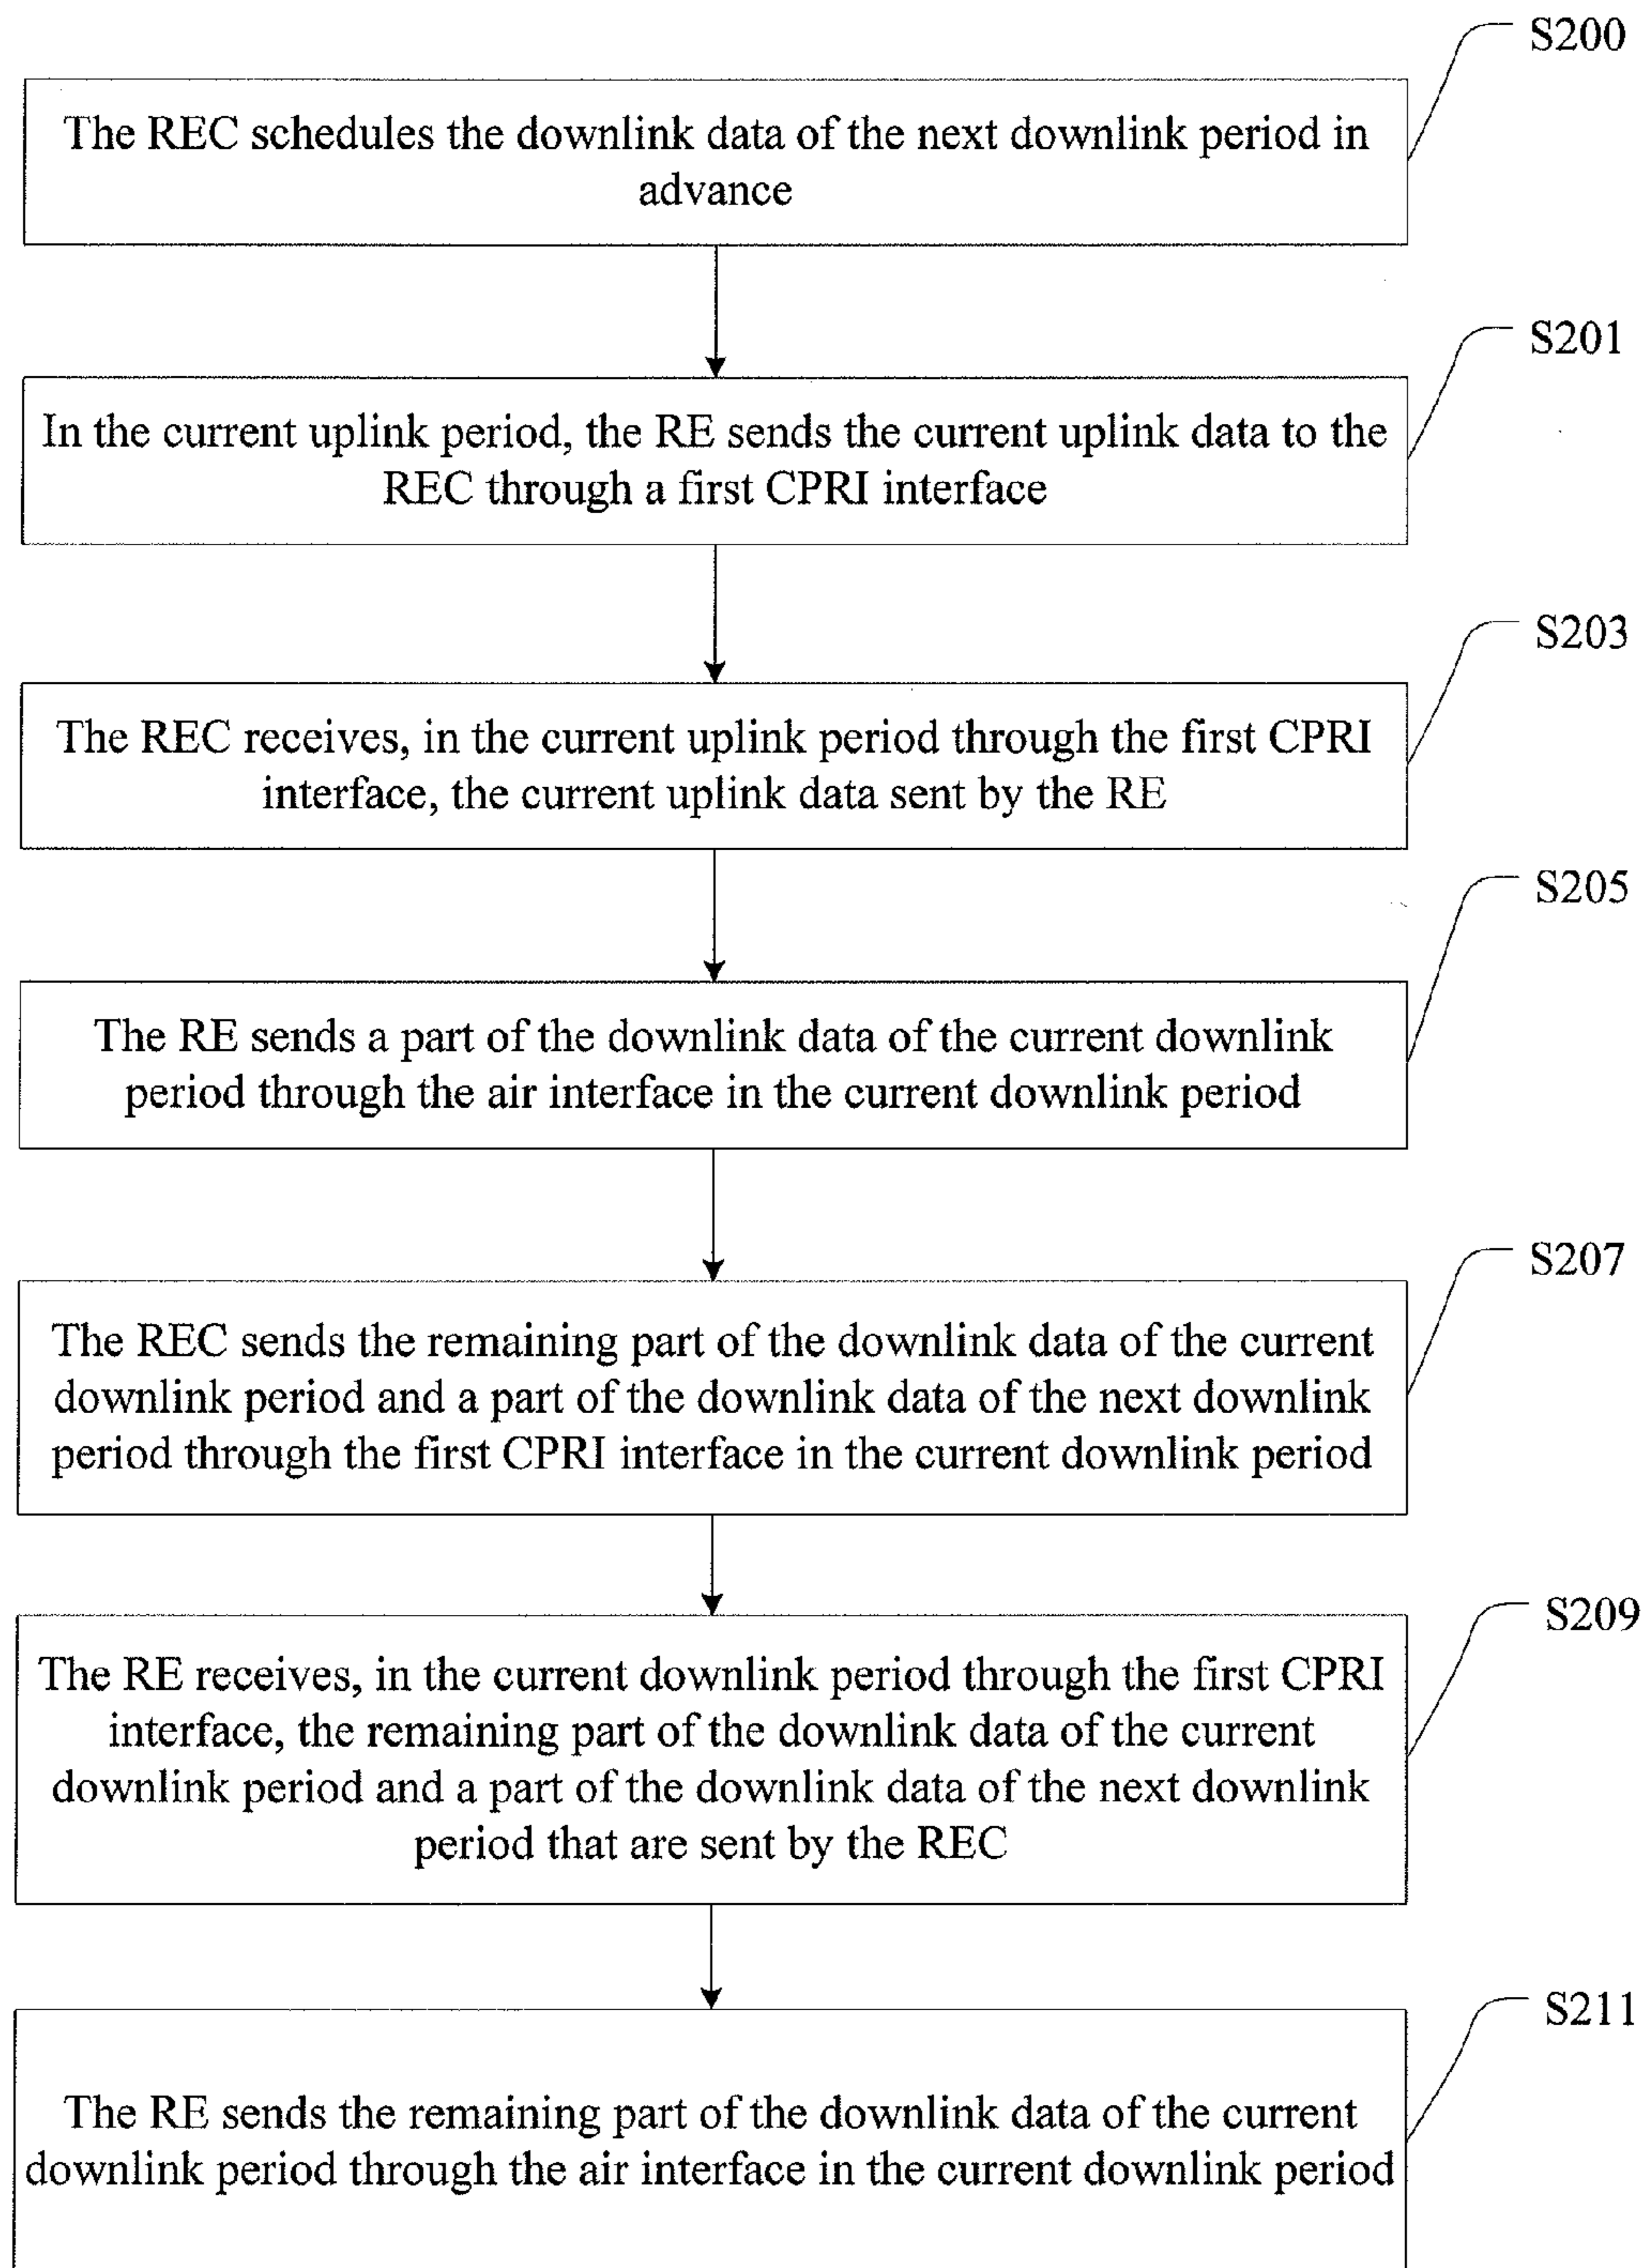 S200
The REC schedules the downlink data of the next downlink period in
advance
S201
In the current uplink period, the RE sends the current uplink data to the
REC through a first CPRI interface
S203
The REC receives, in the current uplink period through the first CPRI
interface, the current uplink data sent by the RE
S205
The RE sends a part of the downlink data of the current downlink
period through the air interface in the current downlink period
S207
The REC sends the remaining part of the downlink data of the current
downlink period and a part of the downlink data of the next downlink
period through the first CPRI interface in the current downlink period
S209
The RE receives, in the current downlink period through the first CPRI
interface, the remaining part of the downlink data of the current
downlink period and a part of the downlink data of the next downlink
period that are sent by the REC
S211
The RE sends the remaining part of the downlink data of the current
downlink period through the air interface in the current downlink period